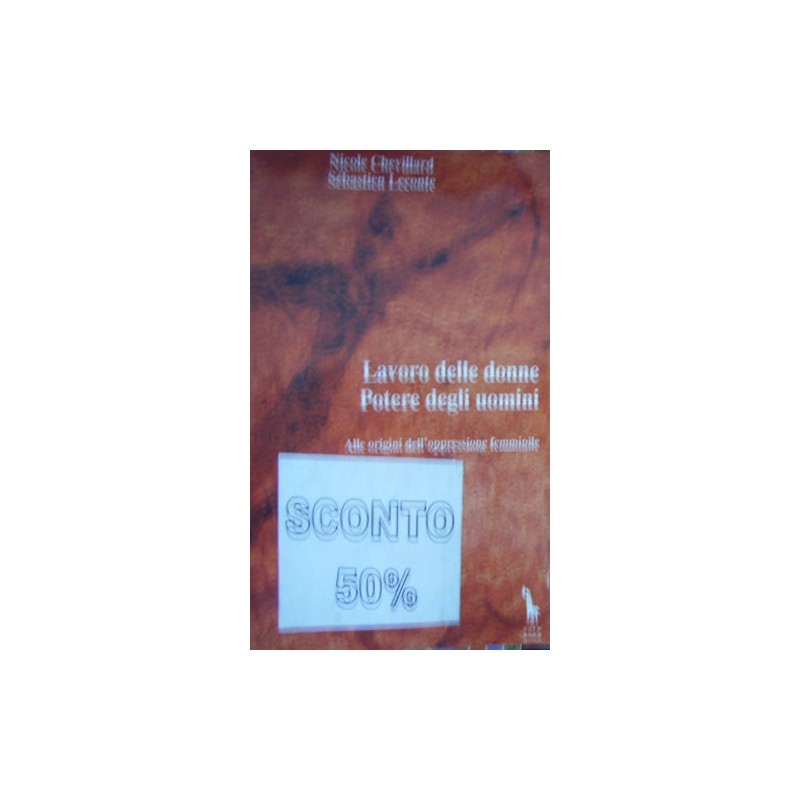 Nicole Chevillard
Sébastien Leconte
Lavoro delle donne
Potere degli uomini
Alle origini dell'oppressione femminile
SCONTO
50%